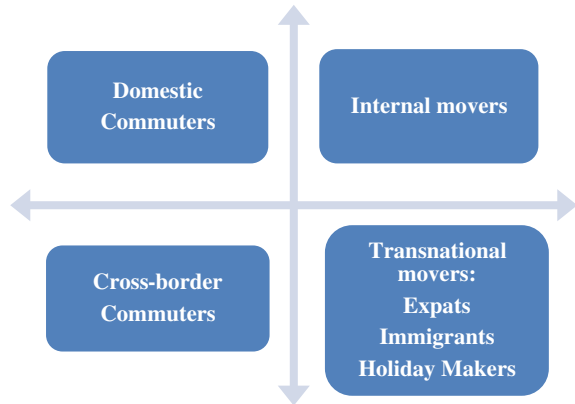 Domestic
Commuters
Internal movers
Cross-border
Commuters
Transnational
movers:
Expats
Immigrants
Holiday Makers